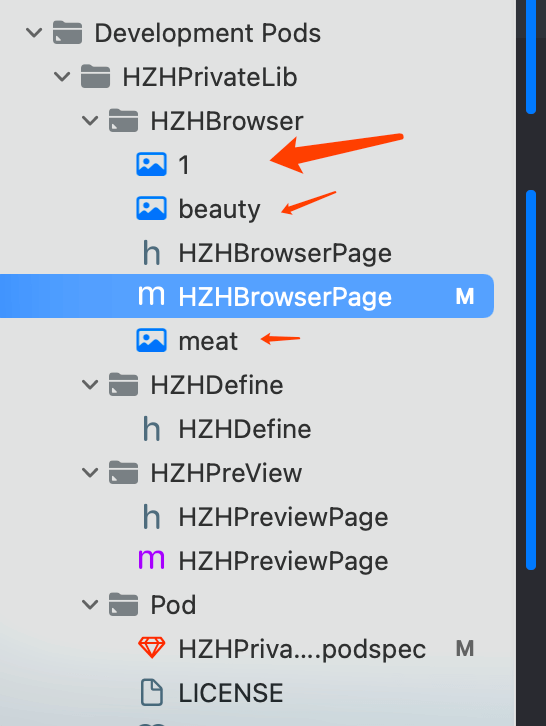 Development Pods
HZHPrivateLib
HZHBrowser
1
beauty
h HZHBrowserPage
m HZHBrowserPage M
meat
HZHDefine
h HZHDefine
HZHPreView
h HZHPreviewPage
m HZHPreviewPage
Pod
HZHPriva....podspec M
LICENSE